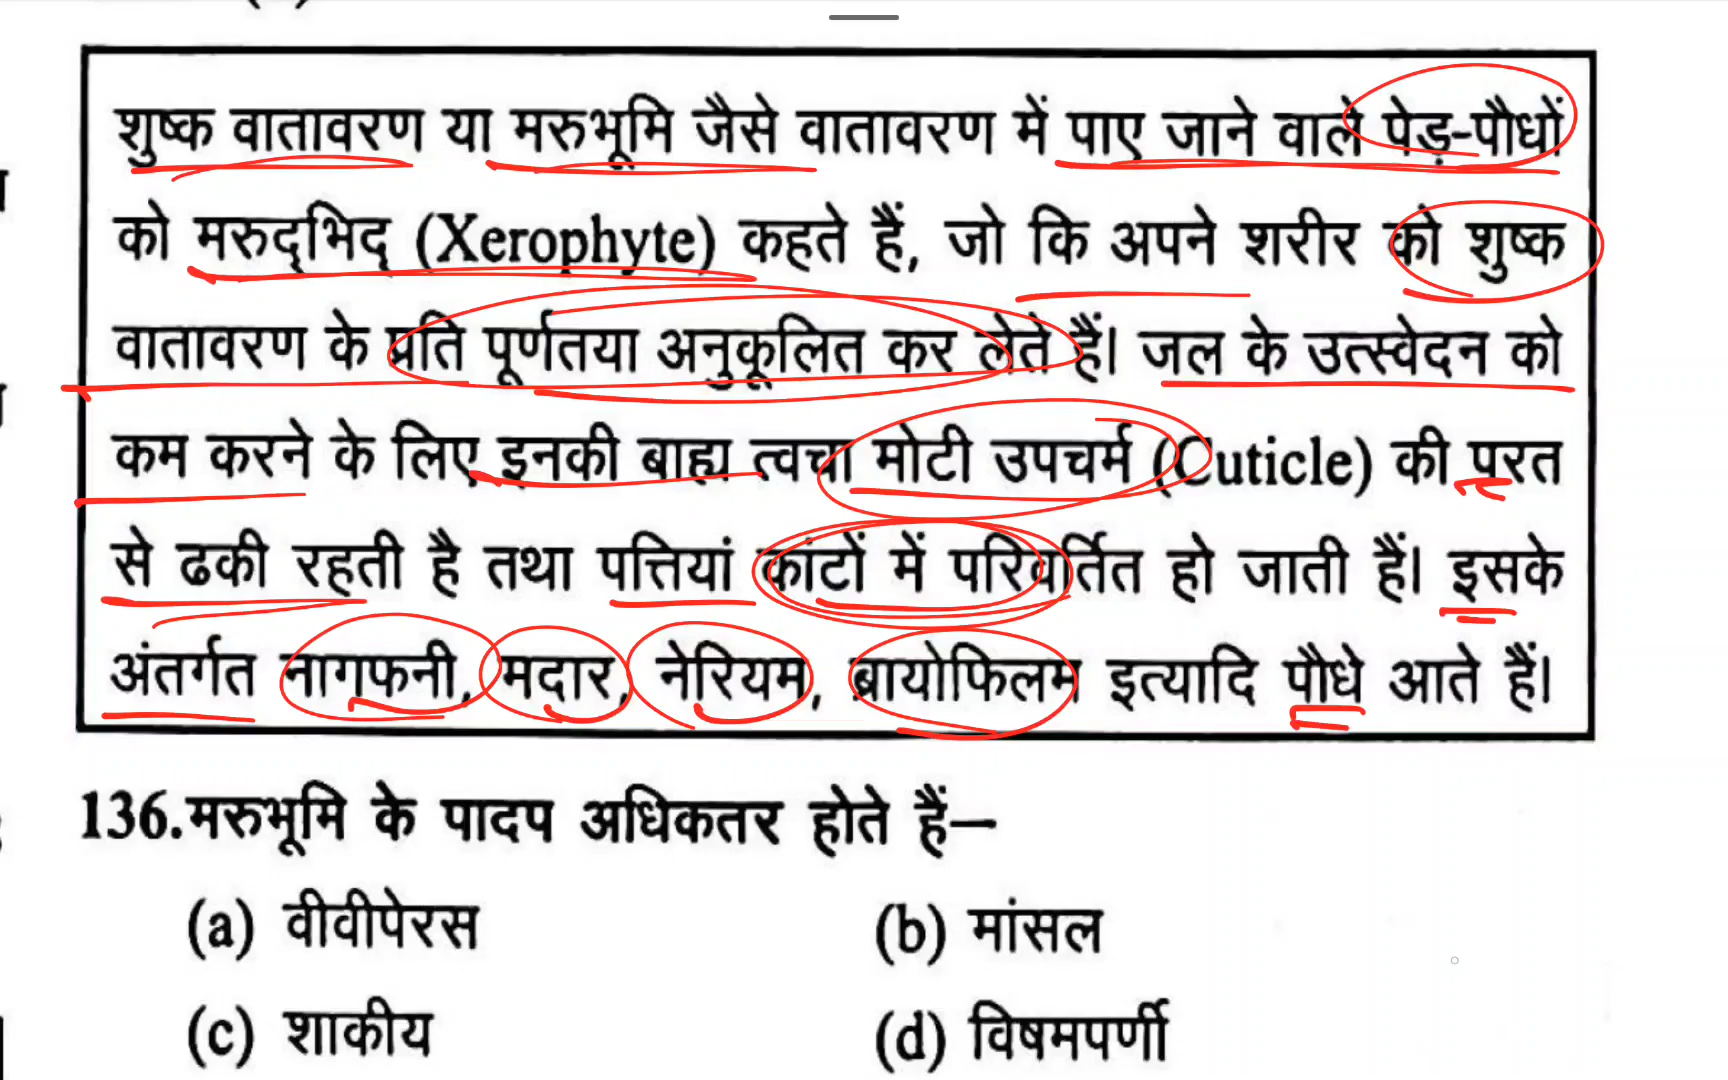 शुष्क वातावरण या मरुभूमि जैसे वातावरण में पाए जाने वाले पेड़-पौधों
को मरुद्भिद् (Xerophyte) कहते हैं, जो कि अपने शरीर को शुष्क
वातावरण के प्रति पूर्णतया अनुकूलित कर लेते हैं। जल के उत्स्वेदन को
कम करने के लिए इनकी बाह्य त्वचा मोटी उपचर्म (Cuticle) की परत
से ढकी रहती है तथा पत्तियां कांटों में परिवर्तित हो जाती हैं। इसके
अंतर्गत नागफनी, मदार, नेरियम, ब्रायोफिलम इत्यादि पौधे आते हैं।
136. मरुभूमि के पादप अधिकतर होते हैं—
(a) वीवीपेरस (b) मांसल
(c) शाकीय (d) विषमपर्णी